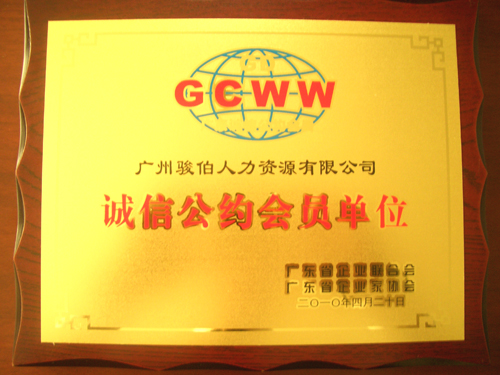 GCWW
广州骏伯人力资源有限公司
诚信公约会员单位
广东省企业联合会
广东省企业家协会
二○一○年四月二十日